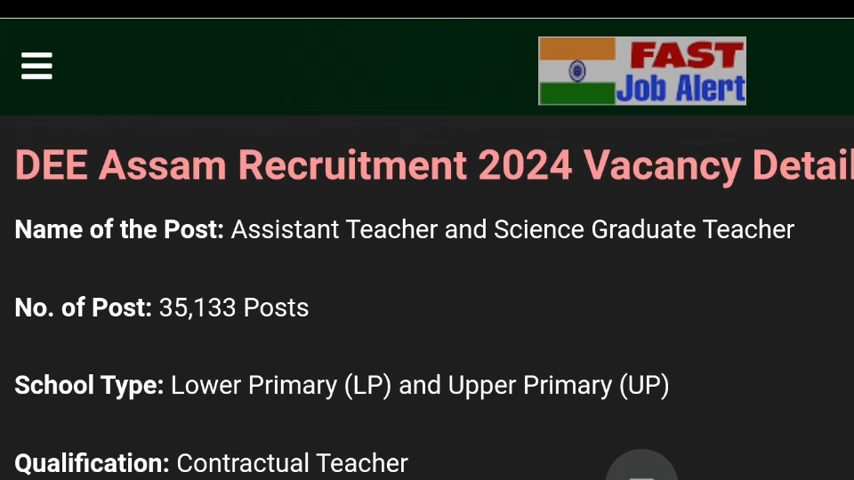 FAST
Job Alert
DEE Assam Recruitment 2024 Vacancy Detail
Name of the Post: Assistant Teacher and Science Graduate Teacher
No. of Post: 35,133 Posts
School Type: Lower Primary (LP) and Upper Primary (UP)
Qualification: Contractual Teacher